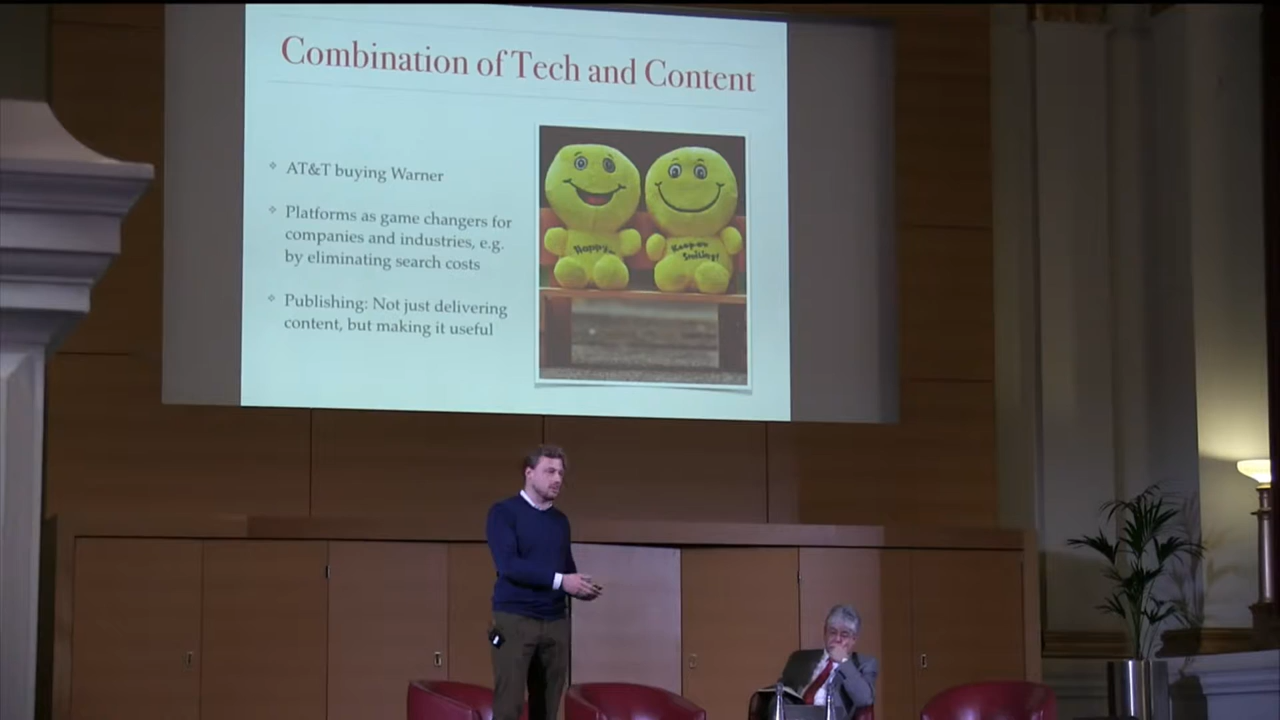 Combination of Tech and Content
AT&T buying Warner
Platforms as game changers for
companies and industries, e.g.
by eliminating search costs
Publishing: Not just delivering
content, but making it useful
Happy
Keep on
Smiling!